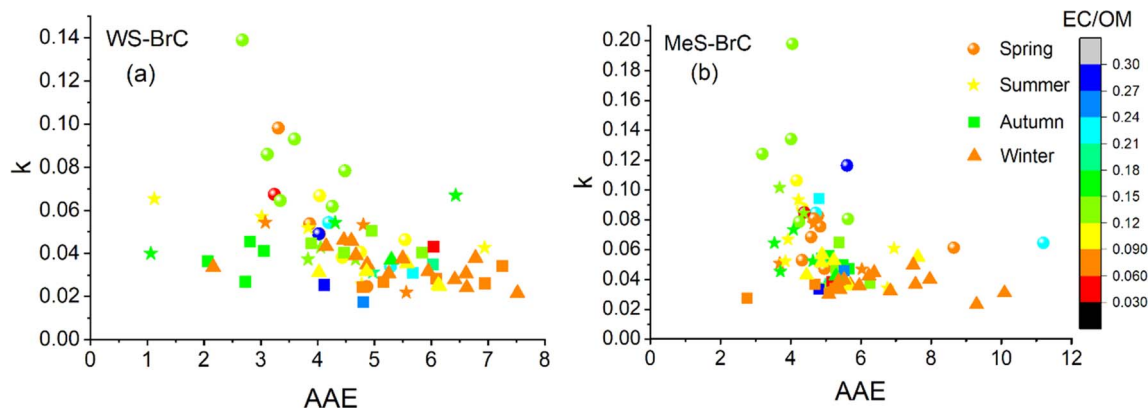 WS-BrC
(a)
k
0.14
0.12
0.10
0.08
0.06
0.04
0.02
0.00
0 1 2 3 4 5 6 7 8
AAE
MeS-BrC
(b)
k
0.20
0.18
0.16
0.14
0.12
0.10
0.08
0.06
0.04
0.02
0.00
0 2 4 6 8 10 12
AAE
Spring
Summer
Autumn
Winter
EC/OM
0.30
0.27
0.24
0.21
0.18
0.15
0.12
0.090
0.060
0.030